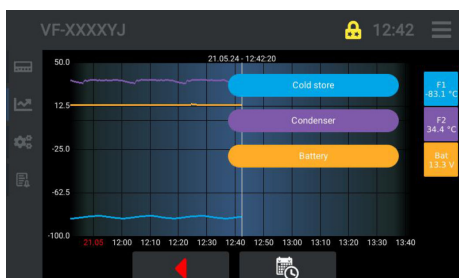 VF-XXXXYJ
12:42
21.05.24 - 12:42:20
50.0
12.5
-25.0
-62.5
-100.0
Cold store
Condenser
Battery
F1
-83.1 °C
F2
34.4 °C
Bat
13.3 V
21.05 12:00 12:10 12:20 12:30 12:40 12:50 13:00 13:10 13:20 13:30 13:40